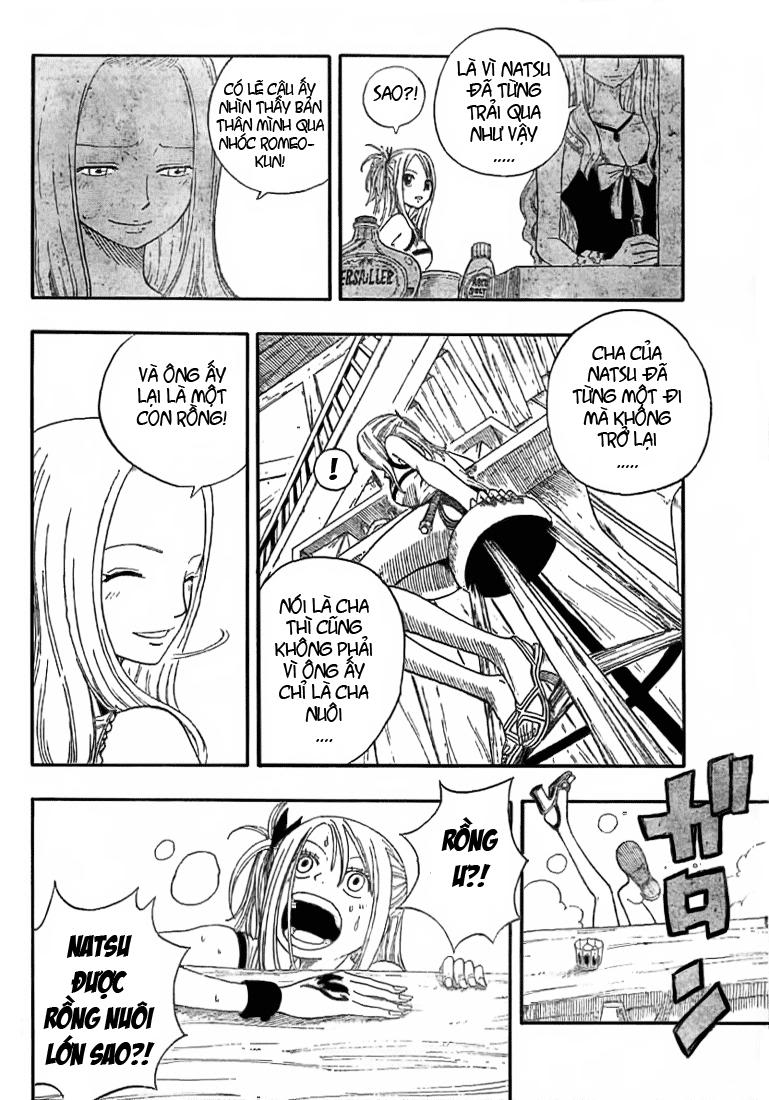 LÀ VÌ NATSU
ĐÃ TỪNG
TRẢI QUA
NHƯ VẬY
.....
SAO?!
CÓ LẼ CẬU ẤY
NHÌN THẤY BẢN
THÂN MÌNH QUA
NHÓC ROMEO-
KUN!
CHA CỦA
NATSU ĐÃ
TỪNG MỘT ĐI
MÀ KHÔNG
TRỞ LẠI
.....
!
NÓI LÀ CHA
THÌ CŨNG
KHÔNG PHẢI
VÌ ÔNG ẤY
CHỈ LÀ CHA
NUÔI
....
VÀ ÔNG ẤY
LẠI LÀ MỘT
CON RỒNG!
ガロン
RỒNG
Ư?!
NATSU
ĐƯỢC
RỒNG NUÔI
LỚN SAO?!